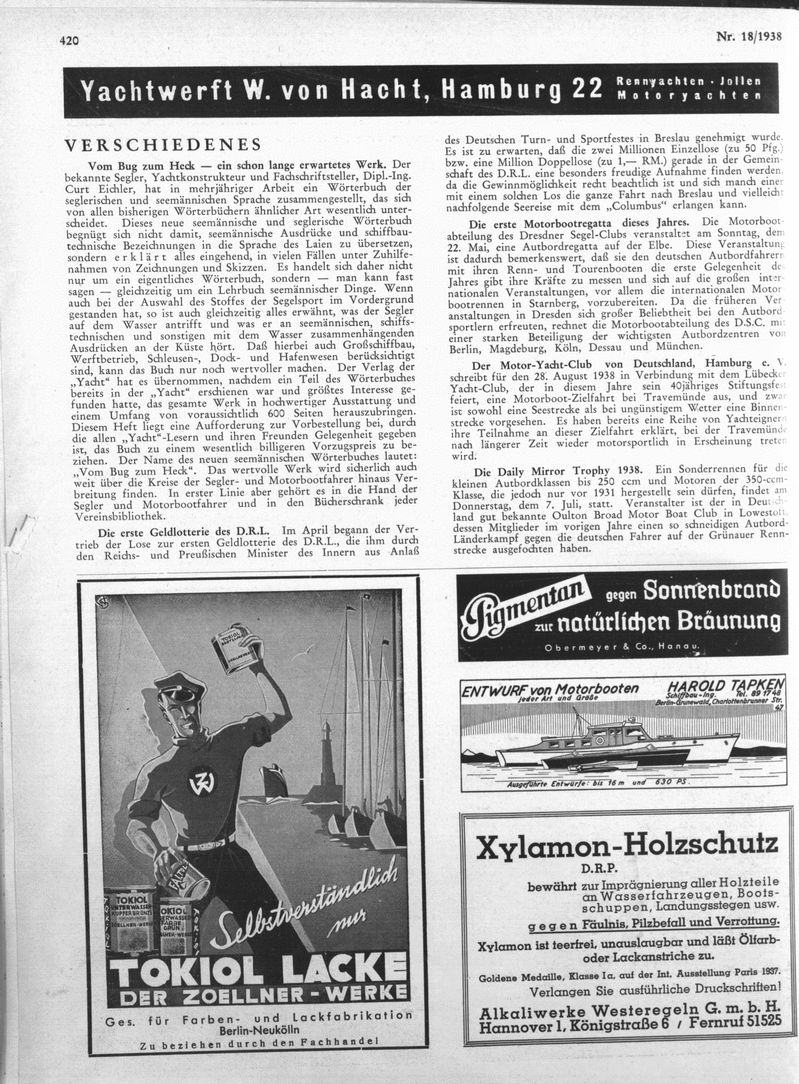 420
Nr. 18/1938
Yachtwerft W. von Hacht, Hamburg 22
Rennyachten · Jollen
Motoryachten
VERSCHIEDENES
Vom Bug zum Heck — ein schon lange erwartetes Werk. Der
bekannte Segler, Yachtkonstrukteur und Fachschriftsteller, Dipl.-Ing.
Curt Eichler, hat in mehrjähriger Arbeit ein Wörterbuch der
seglerischen und seemännischen Sprache zusammengestellt, das sich
von allen bisherigen Wörterbüchern ähnlicher Art wesentlich unter-
scheidet. Dieses neue seemännische und seglerische Wörterbuch
begnügt sich nicht damit, seemännische Ausdrücke und schiffbau-
technische Bezeichnungen in die Sprache des Laien zu übersetzen,
sondern erklärt alles eingehend, in vielen Fällen unter Zuhilfe-
nahmen von Zeichnungen und Skizzen. Es handelt sich daher nicht
nur um ein eigentliches Wörterbuch, sondern — man kann fast
sagen — gleichzeitig um ein Lehrbuch seemännischer Dinge. Wenn
auch bei der Auswahl des Stoffes der Segelsport im Vordergrund
gestanden hat, so ist auch gleichzeitig alles erwähnt, was der Segler
auf dem Wasser antrifft und was er an seemännischen, schiffs-
technischen und sonstigen mit dem Wasser zusammenhängenden
Ausdrücken an der Küste hört. Daß hierbei auch Großschiffbau,
Werftbetrieb, Schleusen-, Dock- und Hafenwesen berücksichtigt
sind, kann das Buch nur noch wertvoller machen. Der Verlag der
„Yacht“ hat es übernommen, nachdem ein Teil des Wörterbuches
bereits in der „Yacht“ erschienen war und größtes Interesse ge-
funden hatte, das gesamte Werk in hochwertiger Ausstattung und
einem Umfang von voraussichtlich 600 Seiten herauszubringen.
Diesem Heft liegt eine Aufforderung zur Vorbestellung bei, durch
die allen „Yacht“-Lesern und ihren Freunden Gelegenheit gegeben
ist, das Buch zu einem wesentlich billigeren Vorzugspreis zu be-
ziehen. Der Name des neuen seemännischen Wörterbuches lautet:
„Vom Bug zum Heck“. Das wertvolle Werk wird sicherlich auch
weit über die Kreise der Segler- und Motorbootfahrer hinaus Ver-
breitung finden. In erster Linie aber gehört es in die Hand der
Segler und Motorbootfahrer und in den Bücherschrank jeder
Vereinsbibliothek.
Die erste Geldlotterie des D.R.L. Im April begann der Ver-
trieb der Lose zur ersten Geldlotterie des D.R.L., die ihm durch
den Reichs- und Preußischen Minister des Innern aus Anlaß
des Deutschen Turn- und Sportfestes in Breslau genehmigt wurde.
Es ist zu erwarten, daß die zwei Millionen Einzellose (zu 50 Pfg.)
bzw. eine Million Doppellose (zu 1,— RM.) gerade in der Gemein-
schaft des D.R.L. eine besonders freudige Aufnahme finden werden,
da die Gewinnmöglichkeit recht beachtlich ist und sich manch einer
mit einem solchen Los die ganze Fahrt nach Breslau und vielleicht
nachfolgende Seereise mit dem „Columbus“ erlangen kann.
Die erste Motorbootregatta dieses Jahres. Die Motorboot-
abteilung des Dresdner Segel-Clubs veranstaltet am Sonntag, dem
22. Mai, eine Autbordregatta auf der Elbe. Diese Veranstaltung
ist dadurch bemerkenswert, daß sie den deutschen Autbordfahrern
mit ihren Renn- und Tourenbooten die erste Gelegenheit des
Jahres gibt ihre Kräfte zu messen und sich auf die großen inter-
nationalen Veranstaltungen, vor allem die internationalen Motor-
bootrennen in Starnberg, vorzubereiten. Da die früheren Ver-
anstaltungen in Dresden sich großer Beliebtheit bei den Autbord-
sportlern erfreuten, rechnet die Motorbootabteilung des D.S.C. mit
einer starken Beteiligung der wichtigsten Autbordzentren von
Berlin, Magdeburg, Köln, Dessau und München.
Der Motor-Yacht-Club von Deutschland, Hamburg e. V.
schreibt für den 28. August 1938 in Verbindung mit dem Lübecker
Yacht-Club, der in diesem Jahre sein 40jähriges Stiftungsfest
feiert, eine Motorboot-Zielfahrt bei Travemünde aus, und zwar
ist sowohl eine Seestrecke als bei ungünstigem Wetter eine Binnen-
strecke vorgesehen. Es haben bereits eine Reihe von Yachteignern
ihre Teilnahme an dieser Zielfahrt erklärt, bei der Travemünde
nach längerer Zeit wieder motorsportlich in Erscheinung treten
wird.
Die Daily Mirror Trophy 1938. Ein Sonderrennen für die
kleinen Autbordklassen bis 250 ccm und Motoren der 350-ccm-
Klasse, die jedoch nur vor 1931 hergestellt sein dürfen, findet am
Donnerstag, dem 7. Juli, statt. Veranstalter ist der in Deutsch-
land gut bekannte Oulton Broad Motor Boat Club in Lowestoft,
dessen Mitglieder im vorigen Jahre einen so schneidigen Autbord-
Länderkampf gegen die deutschen Fahrer auf der Grünauer Renn-
strecke ausgefochten haben.
TOKIOL
ZW
FARBE
TOKIOL
UNTERWASSER
KUPFERBRONZE
ZOELLNER-WERKE
TOKIOL
UNTERWASSER
FARBE
GRÜN
ZOELLNER-WERKE
Selbstverständlich
nur
TOKIOL LACKE
DER ZOELLNER-WERKE
Ges. für Farben- und Lackfabrikation
Berlin-Neukölln
Zu beziehen durch den Fachhandel
Pigmentan gegen Sonnenbrand
zur natürlichen Bräunung
Obermeyer & Co., Hanau.
ENTWURF von Motorbooten
jeder Art und Größe
HAROLD TAPKEN
Schiffbau-Ing. Tel. 89 1748
Berlin-Grunewald, Charlottenbrunner Str.
47
Ausgeführte Entwürfe: bis 16 m und 630 PS.
Xylamon-Holzschutz
D.R.P.
bewährt zur Imprägnierung aller Holzteile
an Wasserfahrzeugen, Boots-
schuppen, Landungsstegen usw.
gegen Fäulnis, Pilzbefall und Verrottung.
Xylamon ist teerfrei, unauslaugbar und läßt Ölfarb-
oder Lackanstriche zu.
Goldene Medaille, Klasse Ia, auf der Int. Ausstellung Paris 1937.
Verlangen Sie ausführliche Druckschriften!
Alkaliwerke Westeregeln G. m. b. H.
Hannover 1, Königstraße 6 / Fernruf 51525